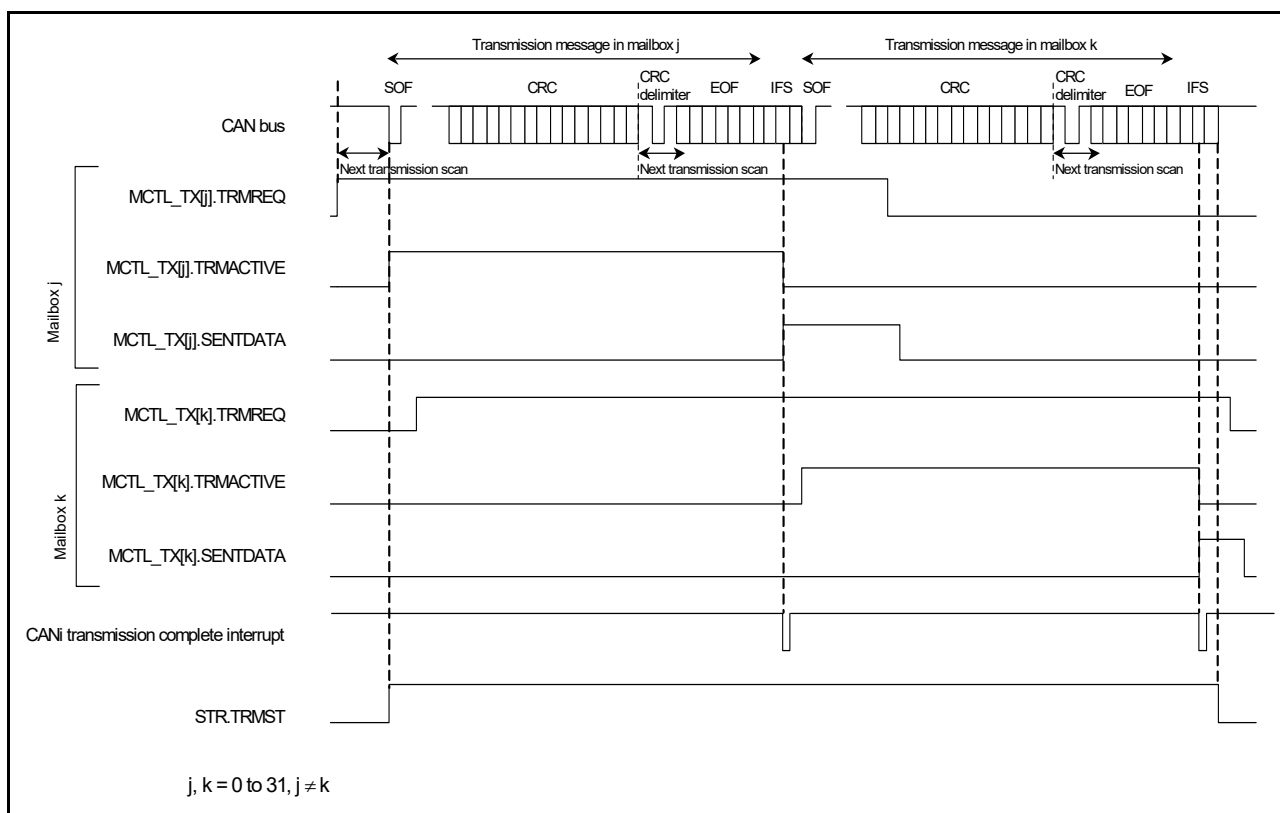 Transmission message in mailbox j
Transmission message in mailbox k
SOF
CRC
CRC
delimiter
EOF
IFS
SOF
CRC
CRC
delimiter
EOF
IFS
CAN bus
Next transmission scan
Next transmission scan
Next transmission scan
Mailbox j
MCTL_TX[j].TRMREQ
MCTL_TX[j].TRMACTIVE
MCTL_TX[j].SENTDATA
Mailbox k
MCTL_TX[k].TRMREQ
MCTL_TX[k].TRMACTIVE
MCTL_TX[k].SENTDATA
CANi transmission complete interrupt
STR.TRMST
j, k = 0 to 31, j ≠ k